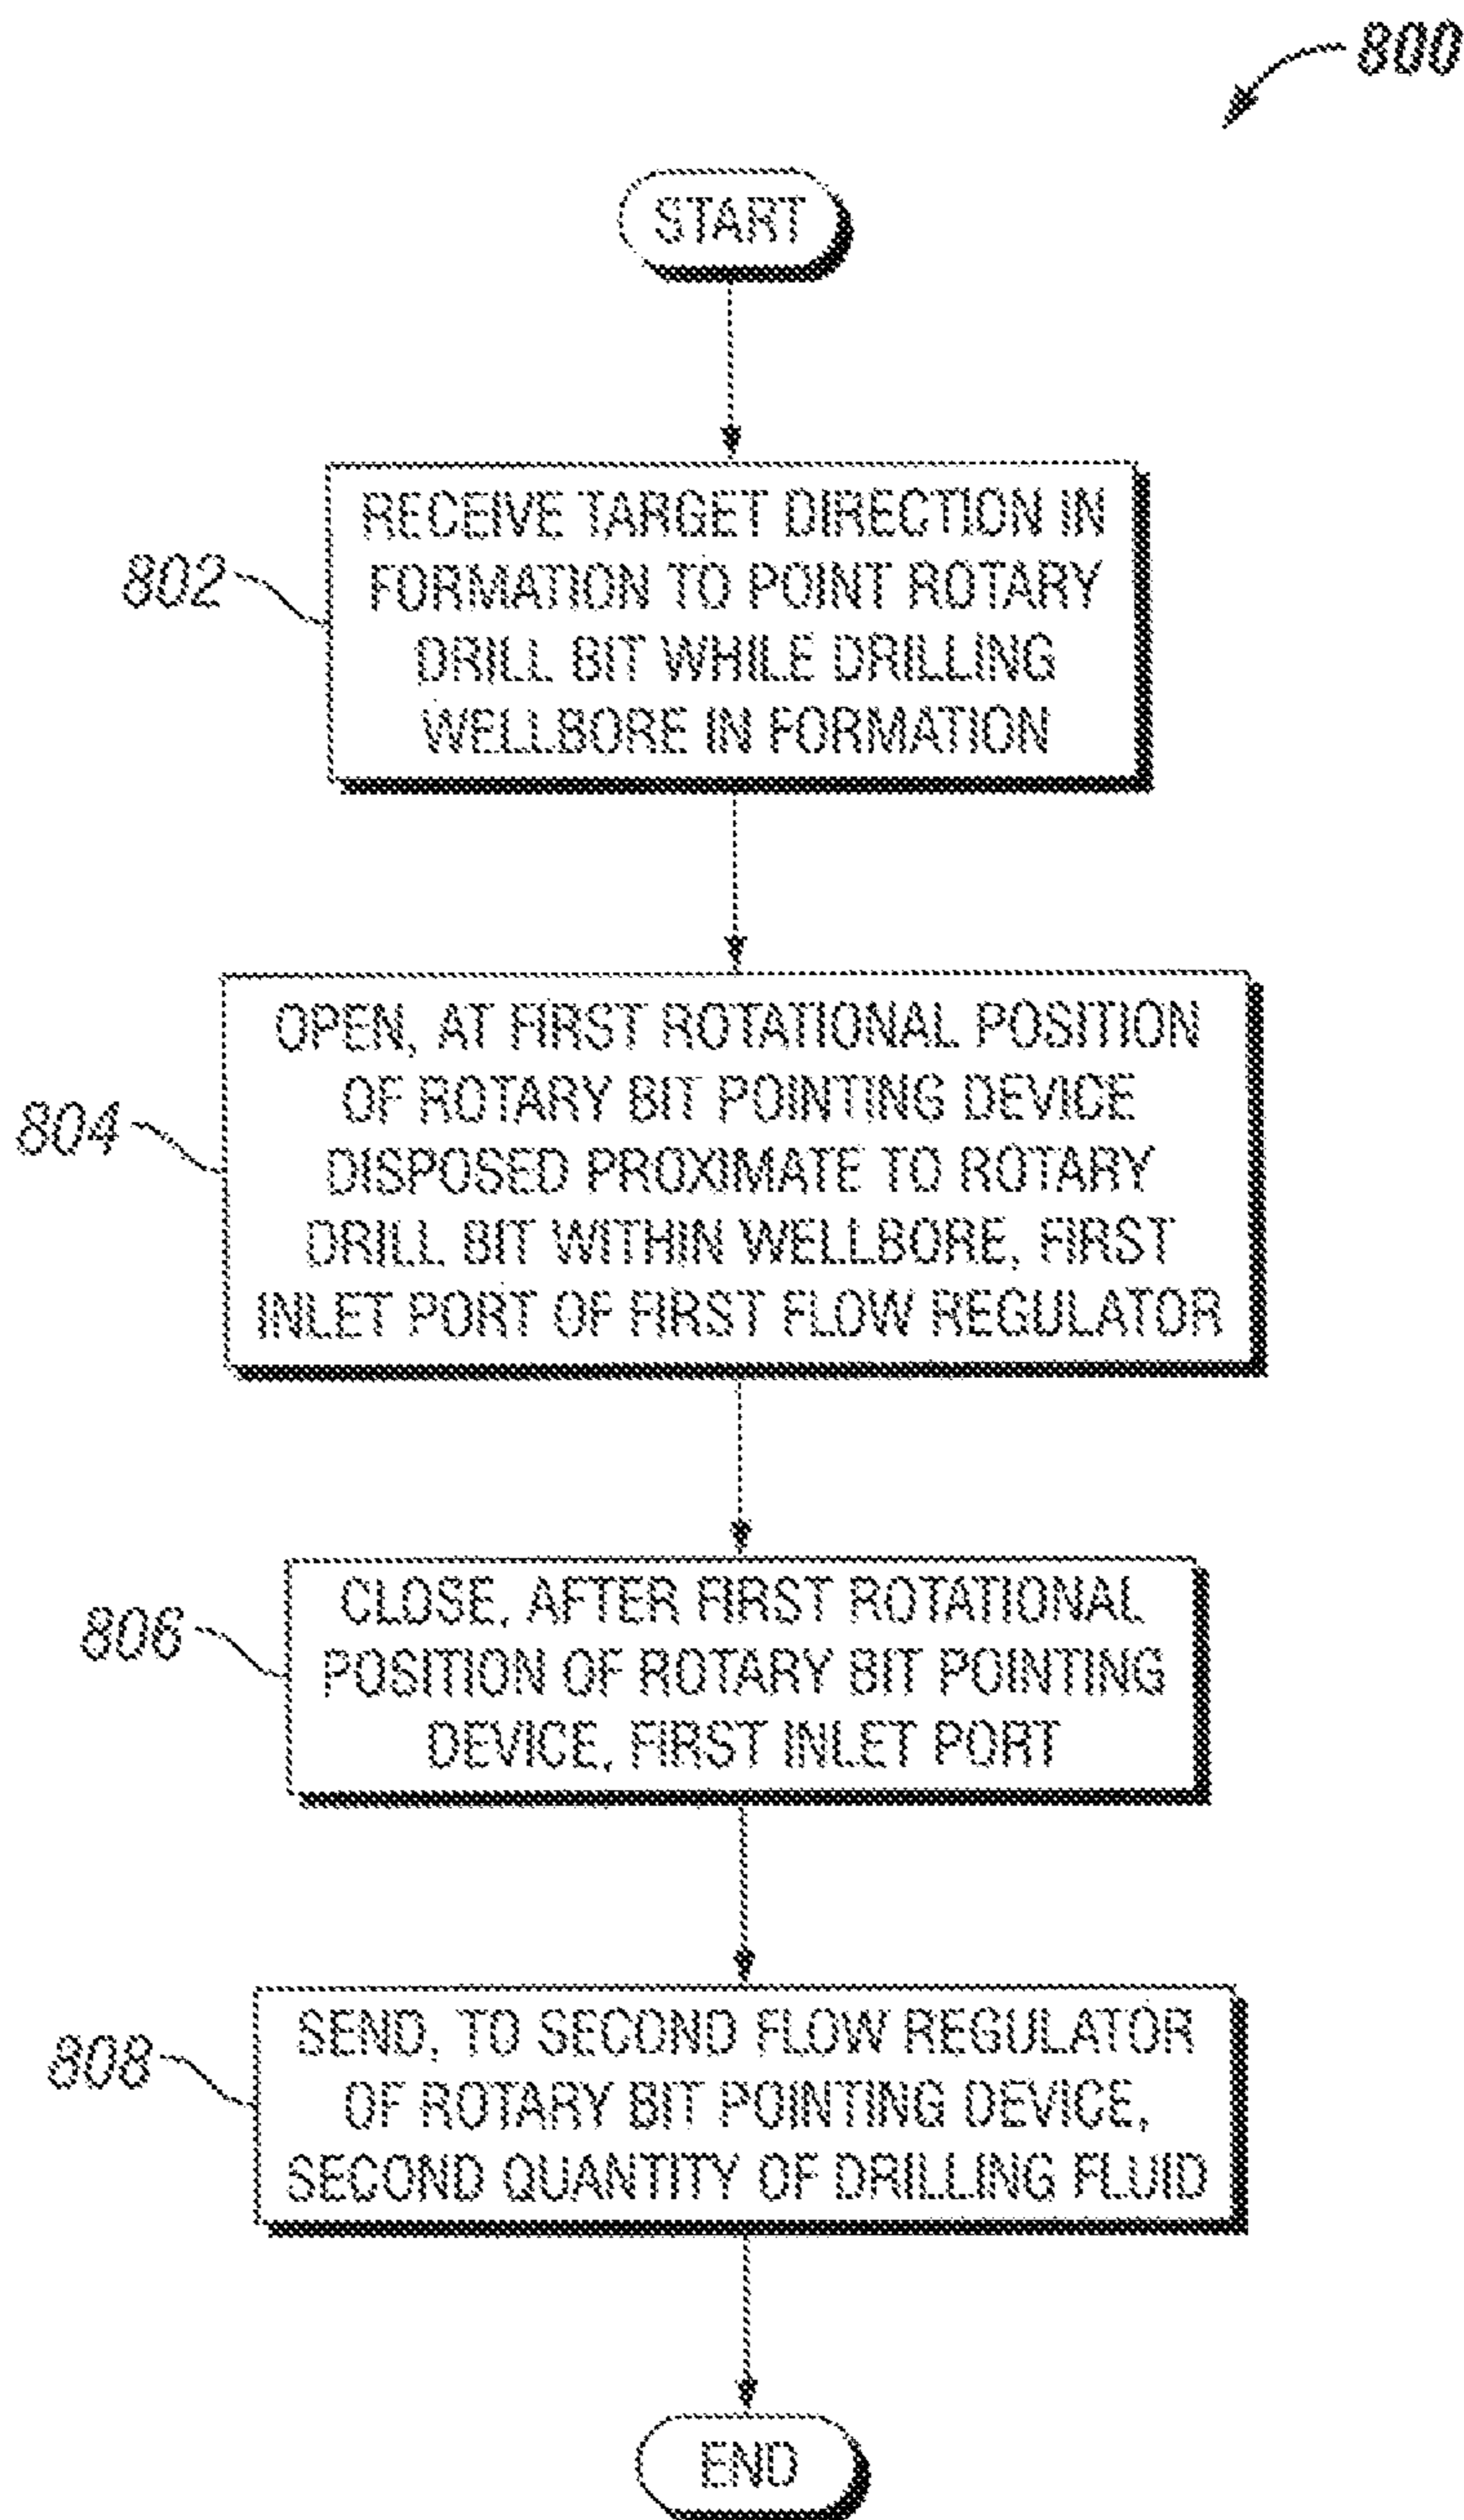 800
START
802
RECEIVE TARGET DIRECTION IN
FORMATION TO POINT ROTARY
DRILL BIT WHILE DRILLING
WELLBORE IN FORMATION
804
OPEN, AT FIRST ROTATIONAL POSITION
OF ROTARY BIT POINTING DEVICE
DISPOSED PROXIMATE TO ROTARY
DRILL BIT WITHIN WELLBORE, FIRST
INLET PORT OF FIRST FLOW REGULATOR
806
CLOSE, AFTER FIRST ROTATIONAL
POSITION OF ROTARY BIT POINTING
DEVICE, FIRST INLET PORT
808
SEND, TO SECOND FLOW REGULATOR
OF ROTARY BIT POINTING DEVICE,
SECOND QUANTITY OF DRILLING FLUID
END